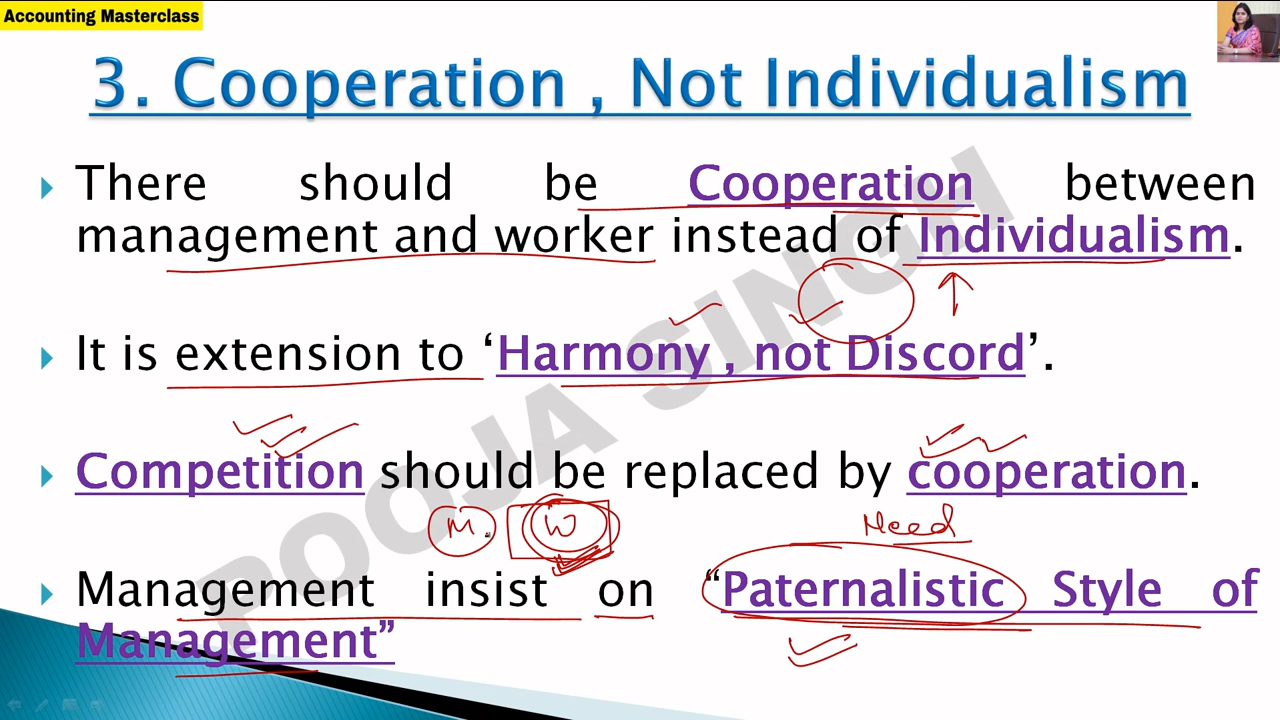 Accounting Masterclass
3. Cooperation , Not Individualism
There should be Cooperation between
management and worker instead of Individualism.
It is extension to ‘Harmony , not Discord’.
Competition should be replaced by cooperation.
M. W
Need
Management insist on “Paternalistic Style of
Management”
POOJA SINGH